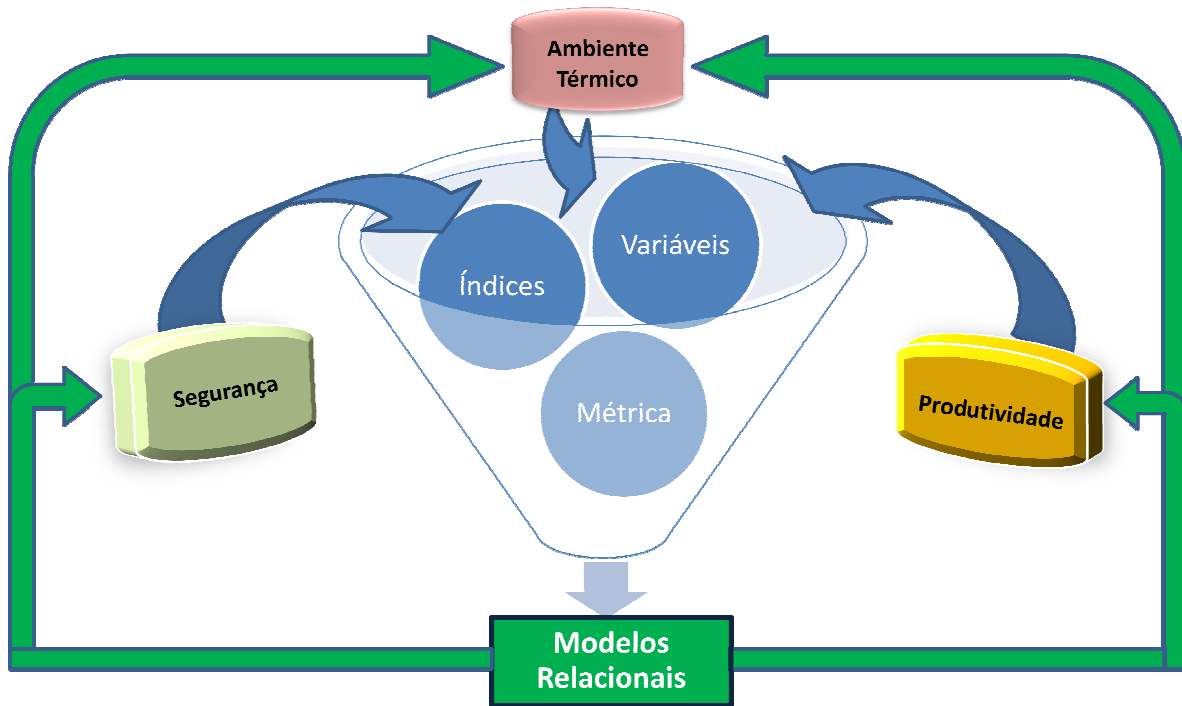 Ambiente
Térmico
Variáveis
Índices
Segurança
Produtividade
Métrica
Modelos
Relacionais